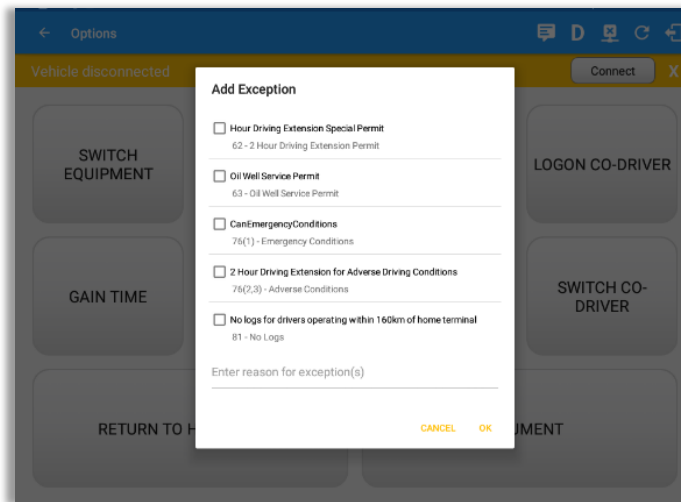 Options
D
Vehicle disconnected
Connect
X
Add Exception
Hour Driving Extension Special Permit
62 - 2 Hour Driving Extension Permit
Oil Well Service Permit
63 - Oil Well Service Permit
CanEmergencyConditions
76(1) - Emergency Conditions
2 Hour Driving Extension for Adverse Driving Conditions
76(2,3) - Adverse Conditions
No logs for drivers operating within 160km of home terminal
81 - No Logs
Enter reason for exception(s)
CANCEL
OK
SWITCH
EQUIPMENT
LOGON CO-DRIVER
GAIN TIME
SWITCH CO-
DRIVER
RETURN TO H
UMENT